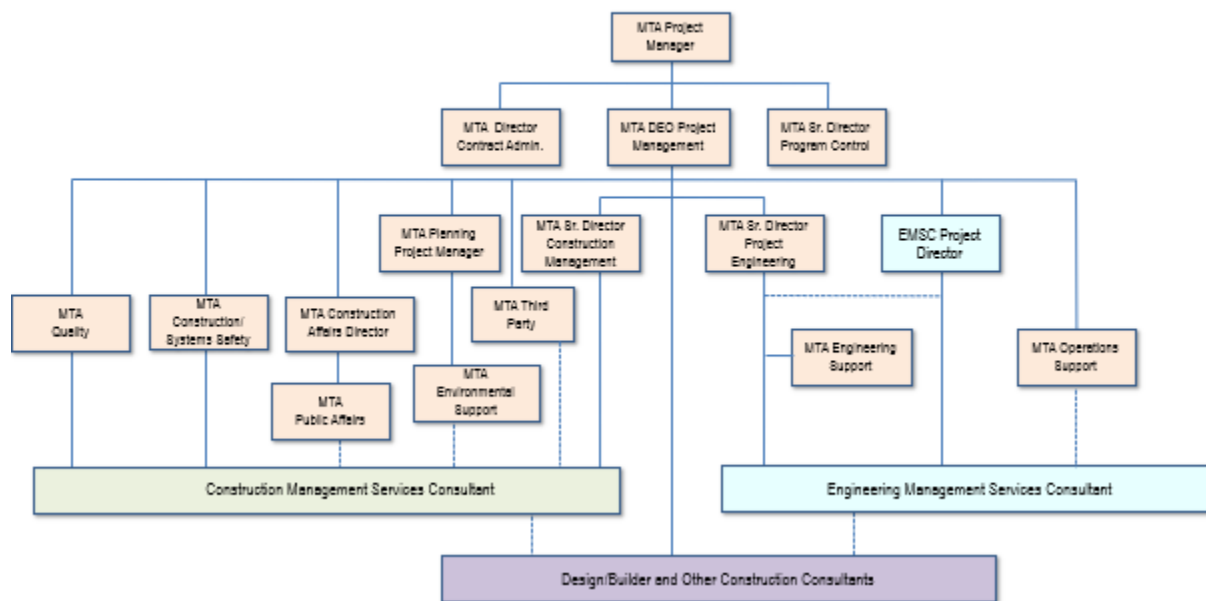 MTA Project
Manager
MTA Director
Contract Admin.
MTA DEO Project
Management
MTA Sr. Director
Program Control
MTA Planning
Project Manager
MTA Sr. Director
Construction
Management
MTA Sr. Director
Project
Engineering
EMSC Project
Director
MTA
Quality
MTA
Construction/
Systems Safety
MTA Construction
Affairs Director
MTA Third
Party
MTA Engineering
Support
MTA Operations
Support
MTA
Public Affairs
MTA
Environmental
Support
Construction Management Services Consultant
Engineering Management Services Consultant
Design/Builder and Other Construction Consultants